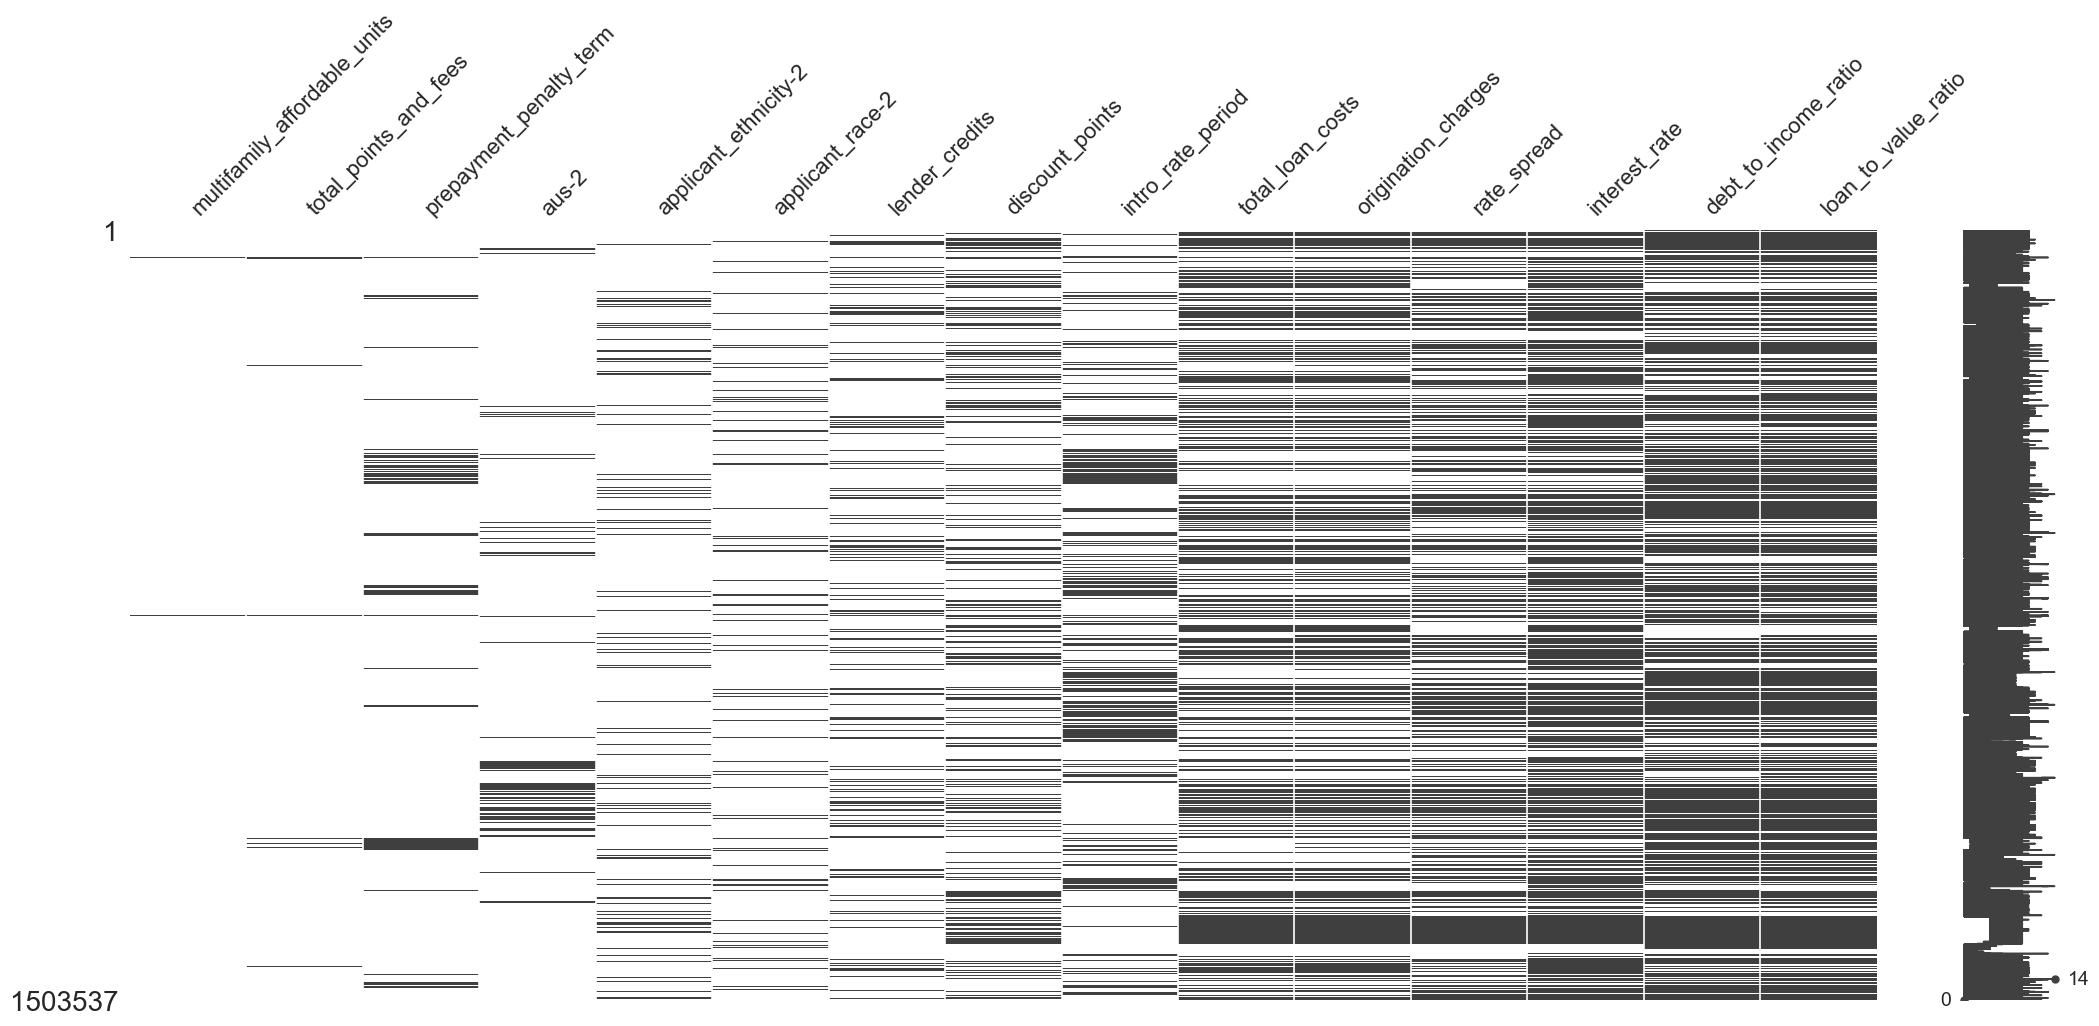 multifamily_affordable_units
total_points_and_fees
prepayment_penalty_term
aus-2
applicant_ethnicity-2
applicant_race-2
lender_credits
discount_points
intro_rate_period
total_loan_costs
origination_charges
rate_spread
interest_rate
debt_to_income_ratio
loan_to_value_ratio
1
1503537
0
14